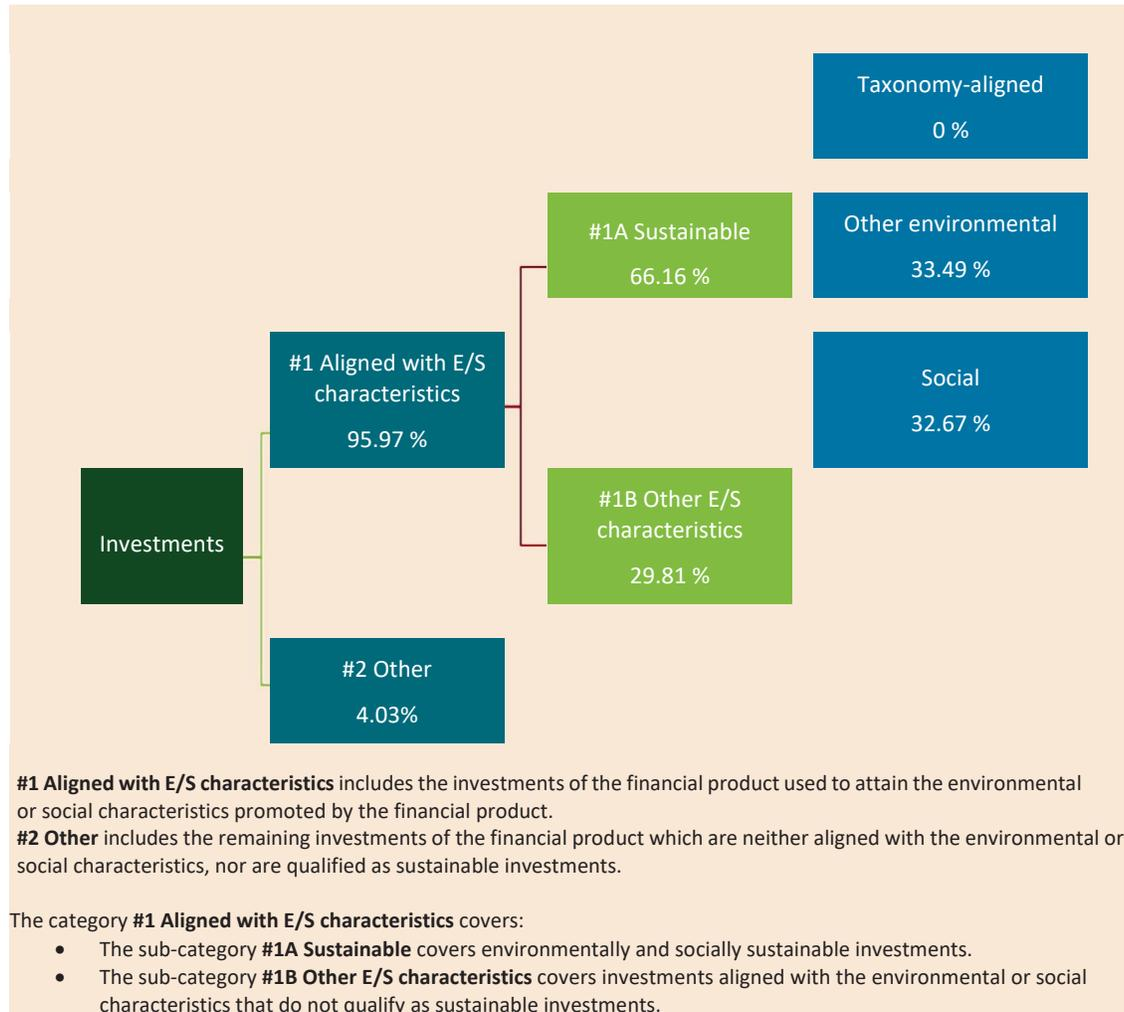 Taxonomy-aligned
0 %
#1A Sustainable
66.16 %
Other environmental
33.49 %
#1 Aligned with E/S
characteristics
95.97 %
Social
32.67 %
Investments
#1B Other E/S
characteristics
29.81 %
#2 Other
4.03%
#1 Aligned with E/S characteristics includes the investments of the financial product used to attain the environmental
or social characteristics promoted by the financial product.
#2 Other includes the remaining investments of the financial product which are neither aligned with the environmental or
social characteristics, nor are qualified as sustainable investments.
The category #1 Aligned with E/S characteristics covers:
• The sub-category #1A Sustainable covers environmentally and socially sustainable investments.
• The sub-category #1B Other E/S characteristics covers investments aligned with the environmental or social
characteristics that do not qualify as sustainable investments.